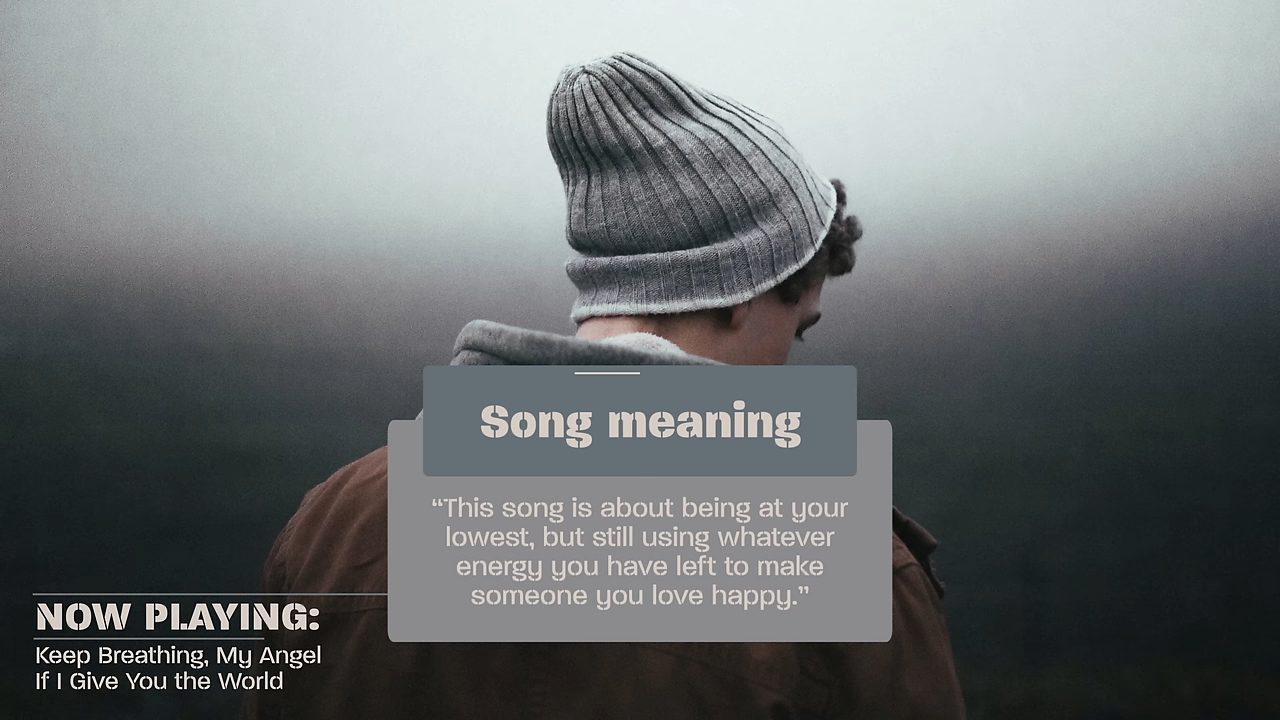 Song meaning
“This song is about being at your
lowest, but still using whatever
energy you have left to make
someone you love happy.”
NOW PLAYING:
Keep Breathing, My Angel
If I Give You the World